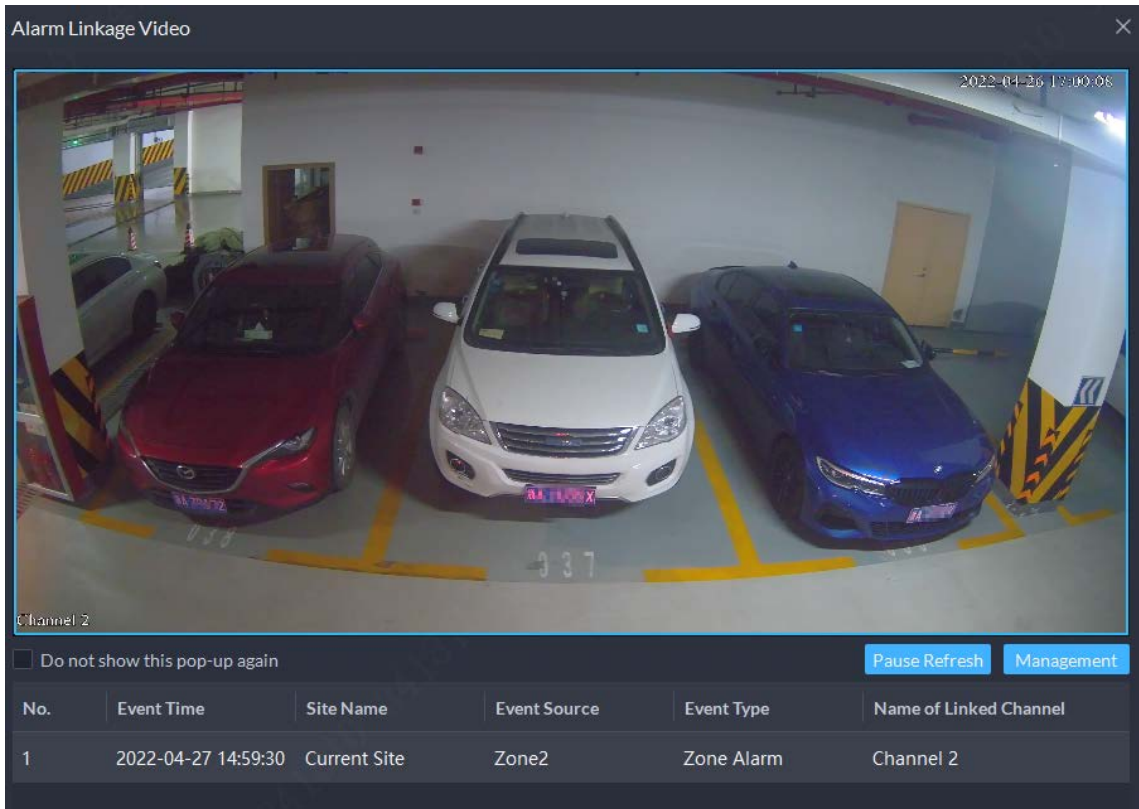 Alarm Linkage Video
2022-04-26 17:00:08
337
Channel 2
Do not show this pop-up again
Pause Refresh
Management
No. Event Time Site Name Event Source Event Type Name of Linked Channel
1 2022-04-27 14:59:30 Current Site Zone2 Zone Alarm Channel 2